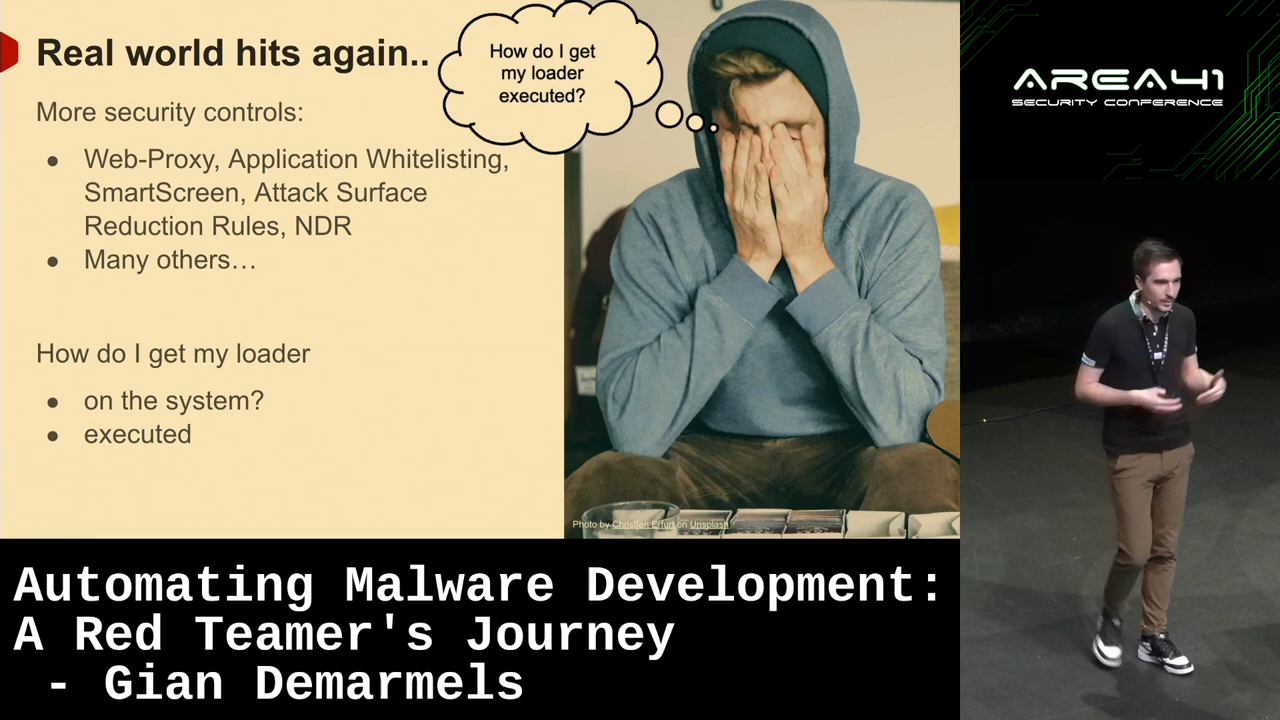 Real world hits again..
How do I get
my loader
executed?
More security controls:
● Web-Proxy, Application Whitelisting,
SmartScreen, Attack Surface
Reduction Rules, NDR
● Many others…
How do I get my loader
● on the system?
● executed
Photo by Christian Erfurt on Unsplash
AREA41
SECURITY CONFERENCE
Automating Malware Development:
A Red Teamer's Journey
- Gian Demarmels